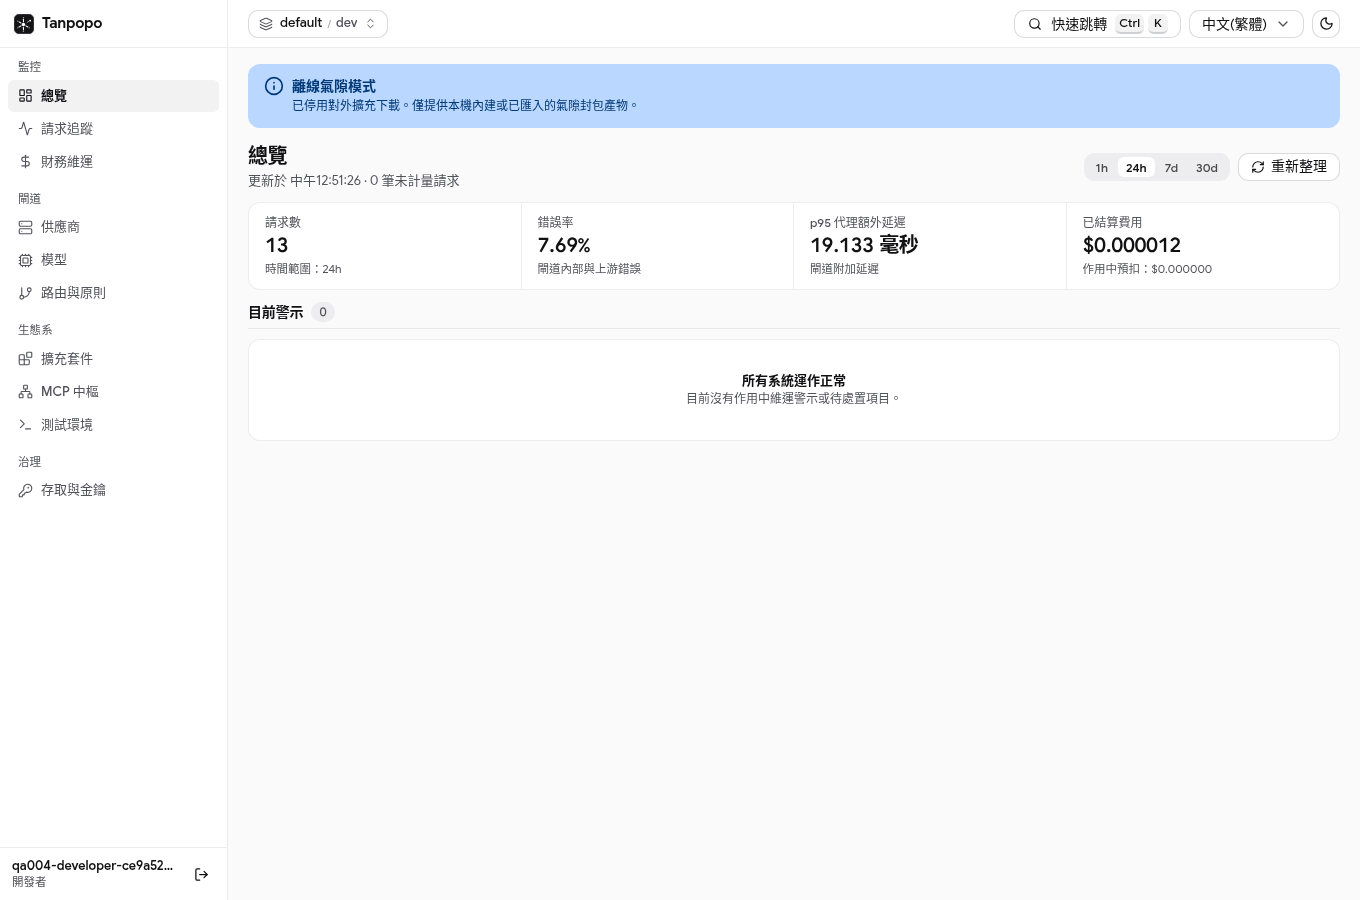 Tanpopo
default / dev
快速跳轉 Ctrl K
中文(繁體)
監控
總覽
請求追蹤
財務維運
閘道
供應商
模型
路由與原則
生態系
擴充套件
MCP 中樞
測試環境
治理
存取與金鑰
qa004-developer-ce9a52...
開發者
離線氣隙模式
已停用對外擴充下載。僅提供本機內建或已匯入的氣隙封包產物。
總覽
更新於 中午12:51:26 · 0 筆未計量請求
1h 24h 7d 30d
重新整理
請求數
13
時間範圍：24h
錯誤率
7.69%
閘道內部與上游錯誤
p95 代理額外延遲
19.133 毫秒
閘道附加延遲
已結算費用
$0.000012
作用中預扣：$0.000000
目前警示 0
所有系統運作正常
目前沒有作用中維運警示或待處置項目。